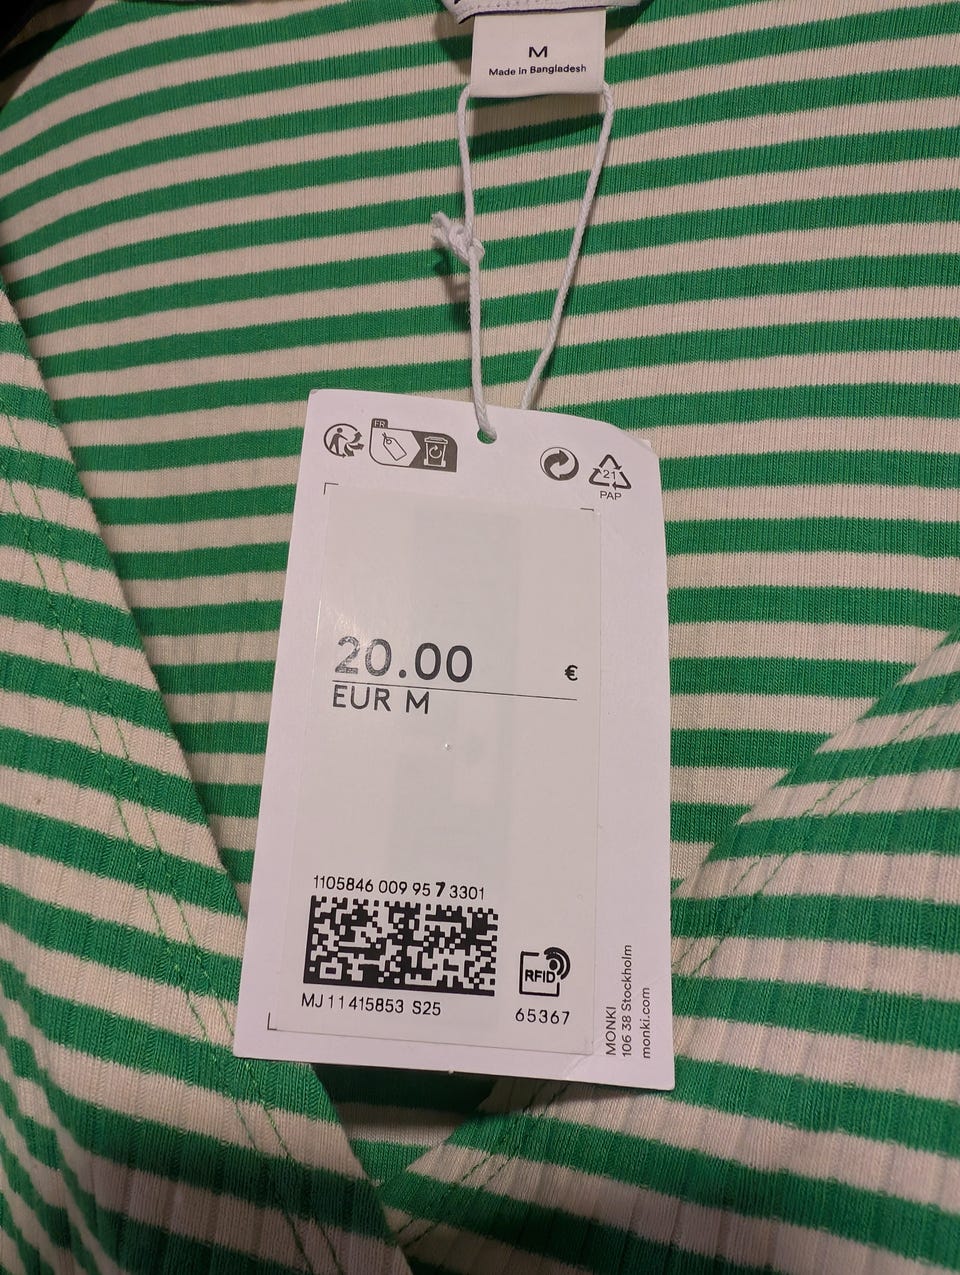 M
Made in Bangladesh
FR
21
PAP
20.00 €
EUR M
1105846 009 95 7 3301
RFID
MJ 11 415853 S25
65367
MONKI
106 38 Stockholm
monki.com